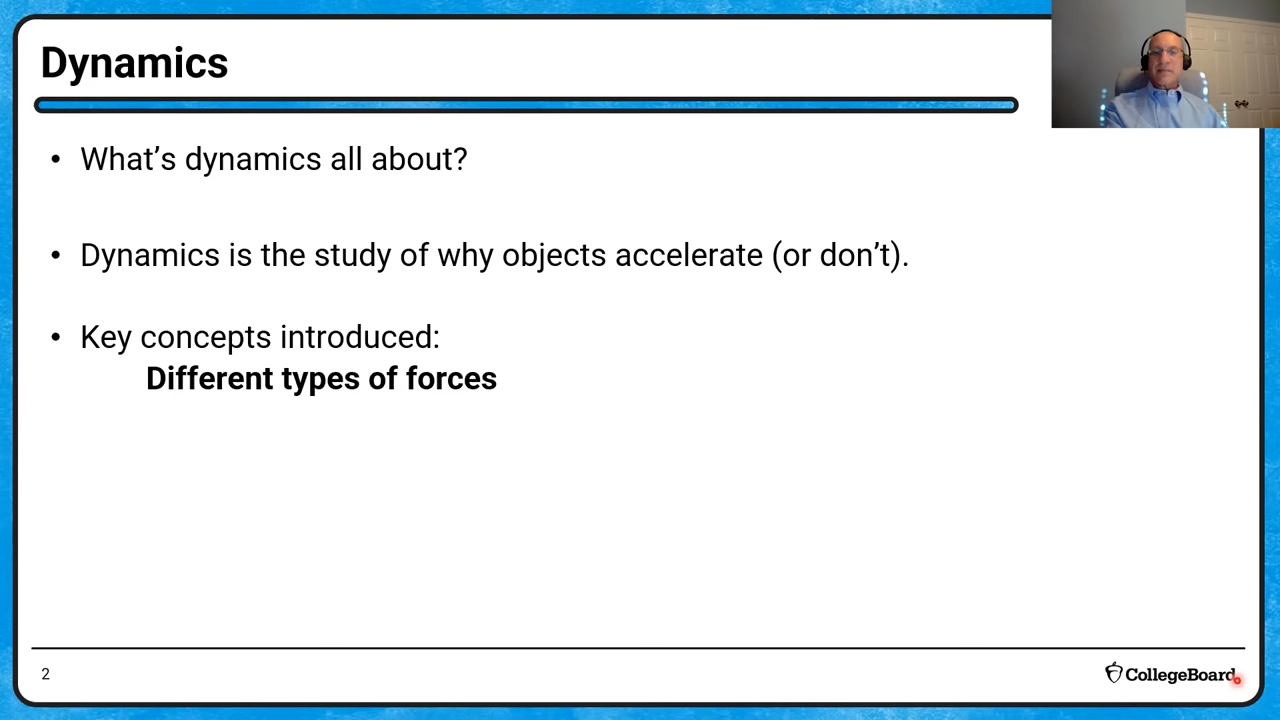 Dynamics
• What’s dynamics all about?
• Dynamics is the study of why objects accelerate (or don’t).
• Key concepts introduced:
Different types of forces
2
CollegeBoard